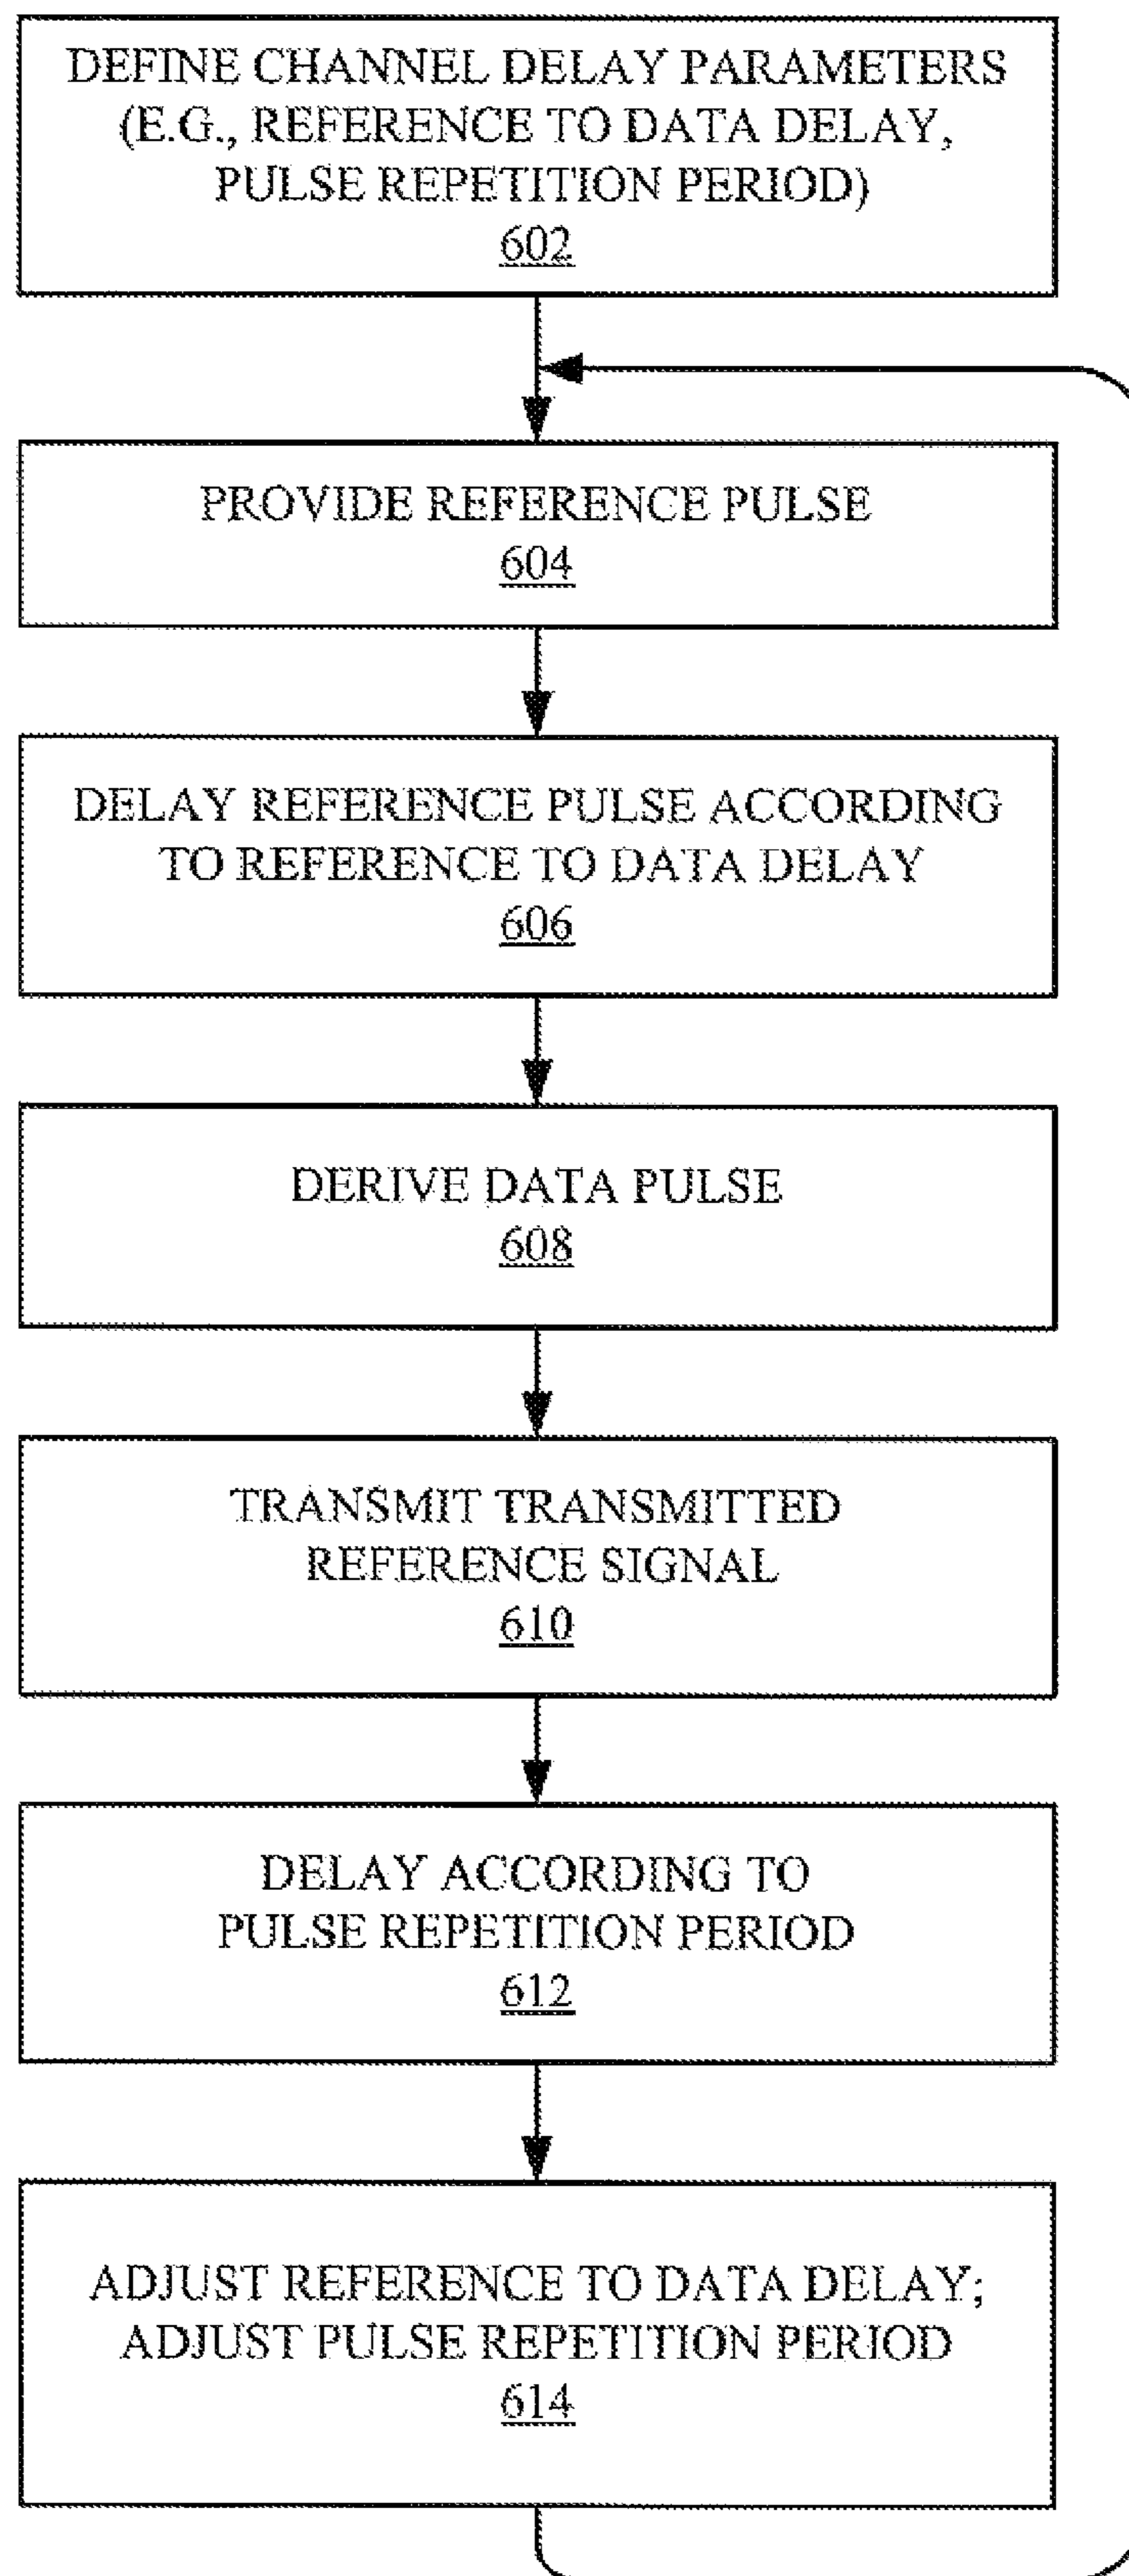 DEFINE CHANNEL DELAY PARAMETERS
(E.G., REFERENCE TO DATA DELAY,
PULSE REPETITION PERIOD)
602
PROVIDE REFERENCE PULSE
604
DELAY REFERENCE PULSE ACCORDING
TO REFERENCE TO DATA DELAY
606
DERIVE DATA PULSE
608
TRANSMIT TRANSMITTED
REFERENCE SIGNAL
610
DELAY ACCORDING TO
PULSE REPETITION PERIOD
612
ADJUST REFERENCE TO DATA DELAY;
ADJUST PULSE REPETITION PERIOD
614